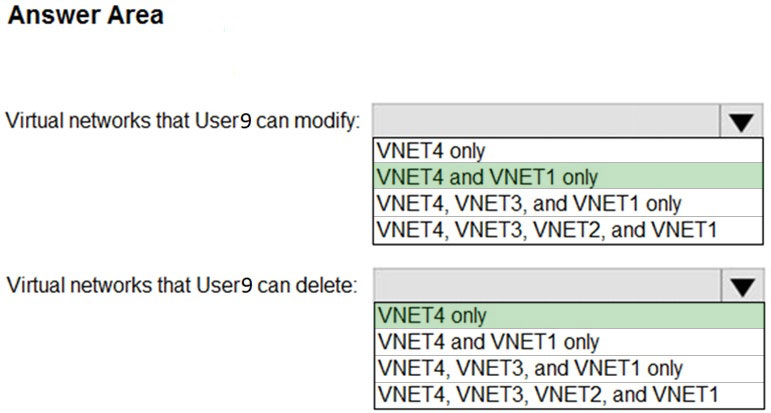 Answer Area
Virtual networks that User9 can modify:
VNET4 only
VNET4 and VNET1 only
VNET4, VNET3, and VNET1 only
VNET4, VNET3, VNET2, and VNET1
Virtual networks that User9 can delete:
VNET4 only
VNET4 and VNET1 only
VNET4, VNET3, and VNET1 only
VNET4, VNET3, VNET2, and VNET1